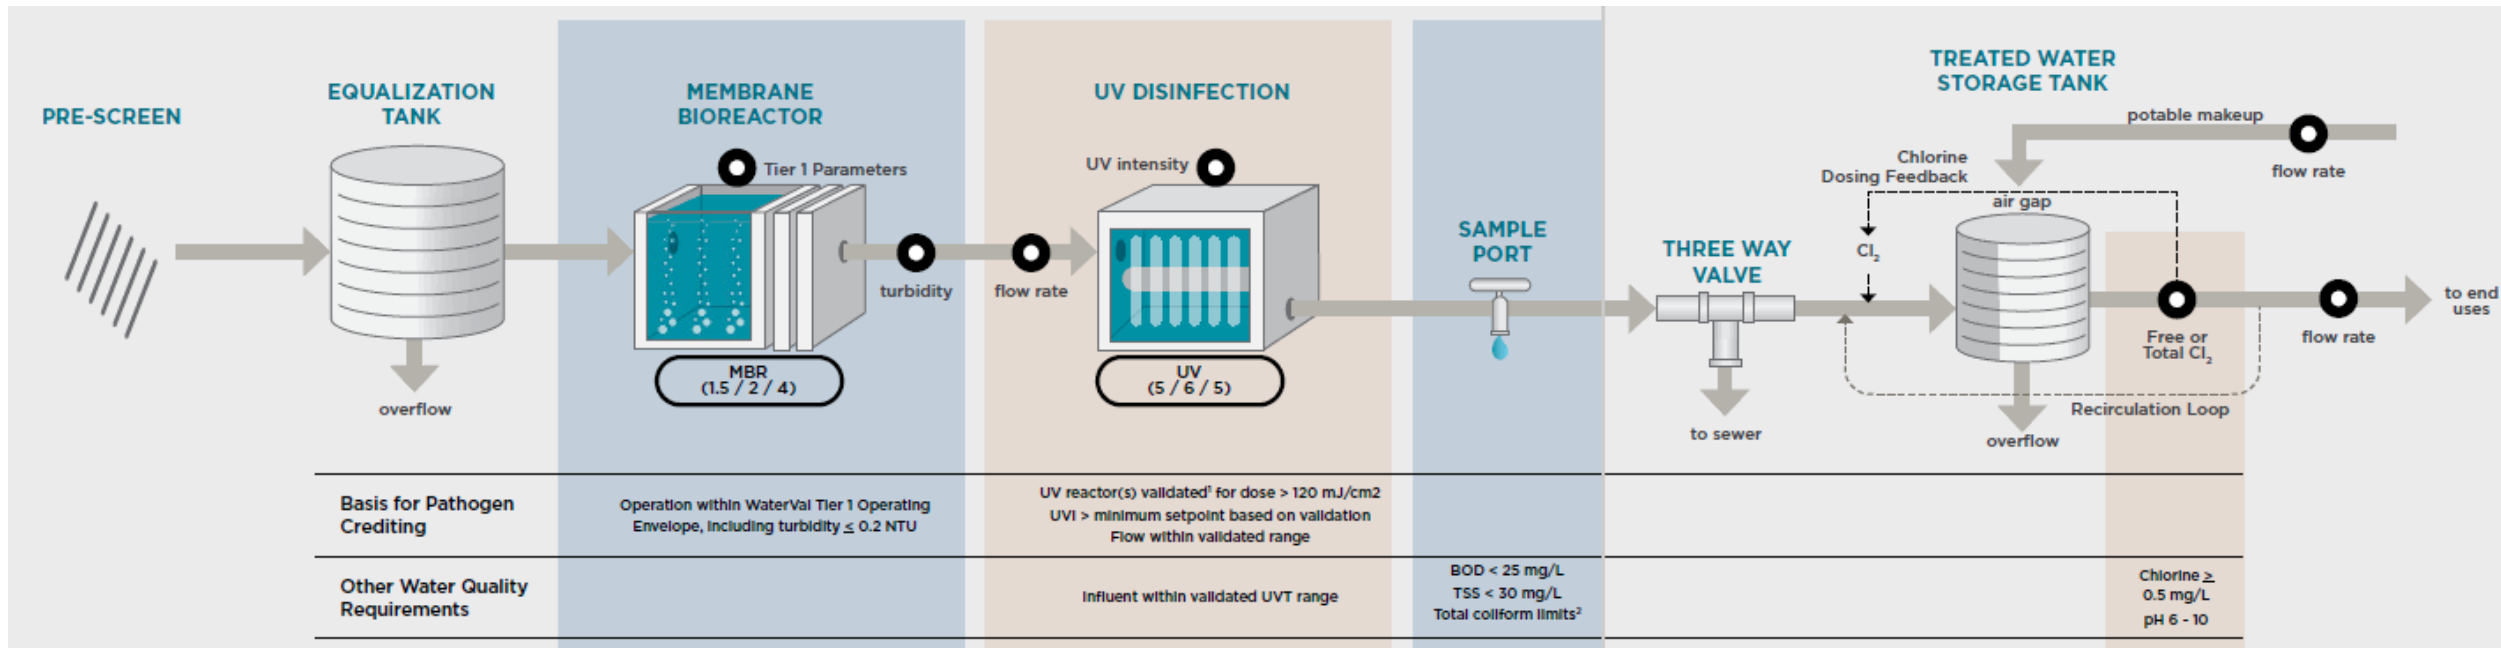 PRE-SCREEN
EQUALIZATION
TANK
overflow
MEMBRANE
BIOREACTOR
Tier 1 Parameters
MBR
(1.5 / 2 / 4)
turbidity
flow rate
UV DISINFECTION
UV intensity
UV
(5 / 6 / 5)
SAMPLE
PORT
THREE WAY
VALVE
to sewer
TREATED WATER
STORAGE TANK
potable makeup
flow rate
Chlorine
Dosing Feedback
air gap
Cl₂
Free or
Total Cl₂
flow rate
to end
uses
Recirculation Loop
overflow
Basis for Pathogen
Crediting
Operation within WaterVal Tier 1 Operating
Envelope, including turbidity ≤ 0.2 NTU
UV reactor(s) validated¹ for dose > 120 mJ/cm2
UVI > minimum setpoint based on validation
Flow within validated range
Other Water Quality
Requirements
Influent within validated UVT range
BOD < 25 mg/L
TSS < 30 mg/L
Total coliform limits²
Chlorine ≥
0.5 mg/L
pH 6 - 10